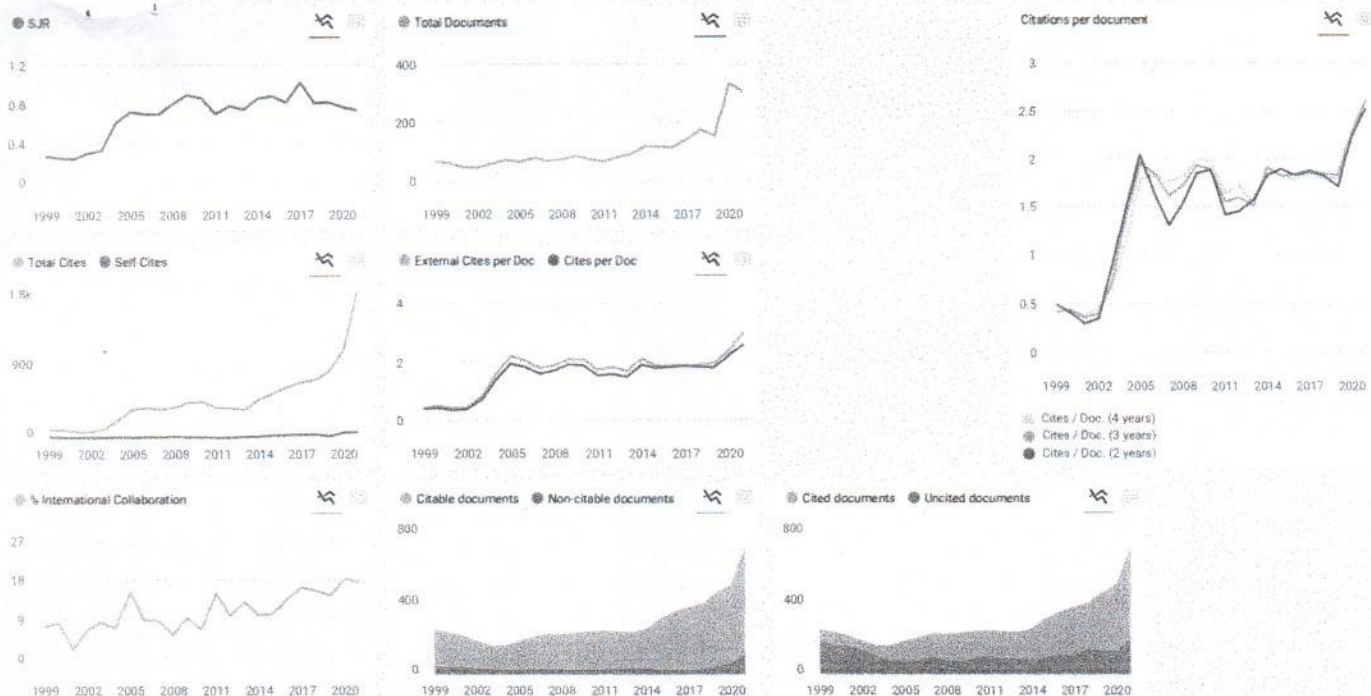 4 1
SJR
1.2
0.8
0.4
0
1999 2002 2005 2008 2011 2014 2017 2020
Total Documents
400
200
0
1999 2002 2005 2008 2011 2014 2017 2020
Citations per document
3
2.5
2
1.5
1
0.5
0
1999 2002 2005 2008 2011 2014 2017 2020
Cites / Doc. (4 years)
Cites / Doc. (3 years)
Cites / Doc. (2 years)
Total Cites Self-Cites
1.8k
900
0
1999 2002 2005 2008 2011 2014 2017 2020
External Cites per Doc Cites per Doc
4
2
0
1999 2002 2005 2008 2011 2014 2017 2020
% International Collaboration
27
18
9
0
1999 2002 2005 2008 2011 2014 2017 2020
Citable documents Non-citable documents
800
400
0
1999 2002 2005 2008 2011 2014 2017 2020
Cited documents Uncited documents
800
400
0
1999 2002 2005 2008 2011 2014 2017 2020